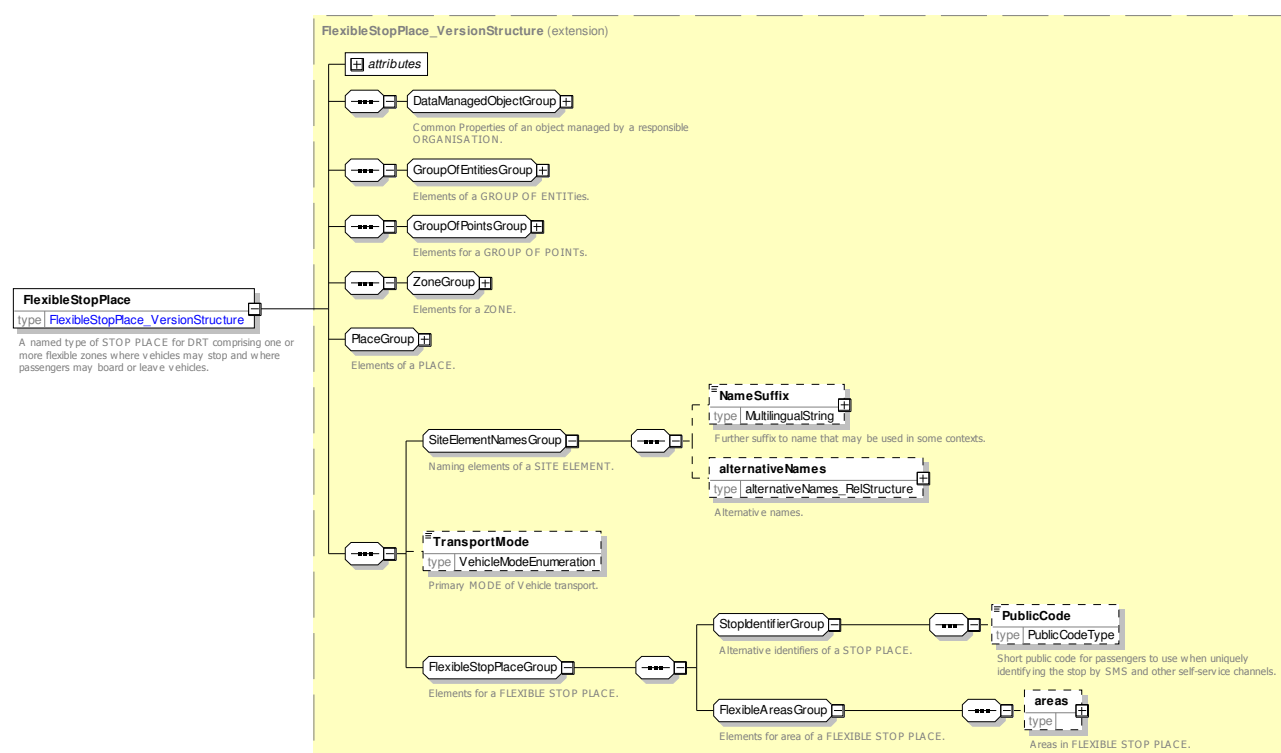 FlexibleStopPlace_VersionStructure (extension)
attributes
DataManagedObjectGroup
Common Properties of an object managed by a responsible
ORGANISATION.
GroupOfEntitiesGroup
Elements of a GROUP OF ENTITies.
GroupOfPointsGroup
Elements for a GROUP OF POINTs.
ZoneGroup
Elements for a ZONE.
FlexibleStopPlace
type FlexibleStopPlace_VersionStructure
A named type of STOP PLACE for DRT comprising one or
more flexible zones where vehicles may stop and where
passengers may board or leave vehicles.
PlaceGroup
Elements of a PLACE.
SiteElementNamesGroup
Naming elements of a SITE ELEMENT.
NameSuffix
type MultilingualString
Further suffix to name that may be used in some contexts.
alternativeNames
type alternativeNames_RelStructure
Alternative names.
TransportMode
type VehicleModeEnumeration
Primary MODE of Vehicle transport.
FlexibleStopPlaceGroup
Elements for a FLEXIBLE STOP PLACE.
StopIdentifierGroup
Alternative identifiers of a STOP PLACE.
PublicCode
type PublicCodeType
Short public code for passengers to use when uniquely
identifying the stop by SMS and other self-service channels.
FlexibleAreasGroup
Elements for area of a FLEXIBLE STOP PLACE.
areas
type
Areas in FLEXIBLE STOP PLACE.